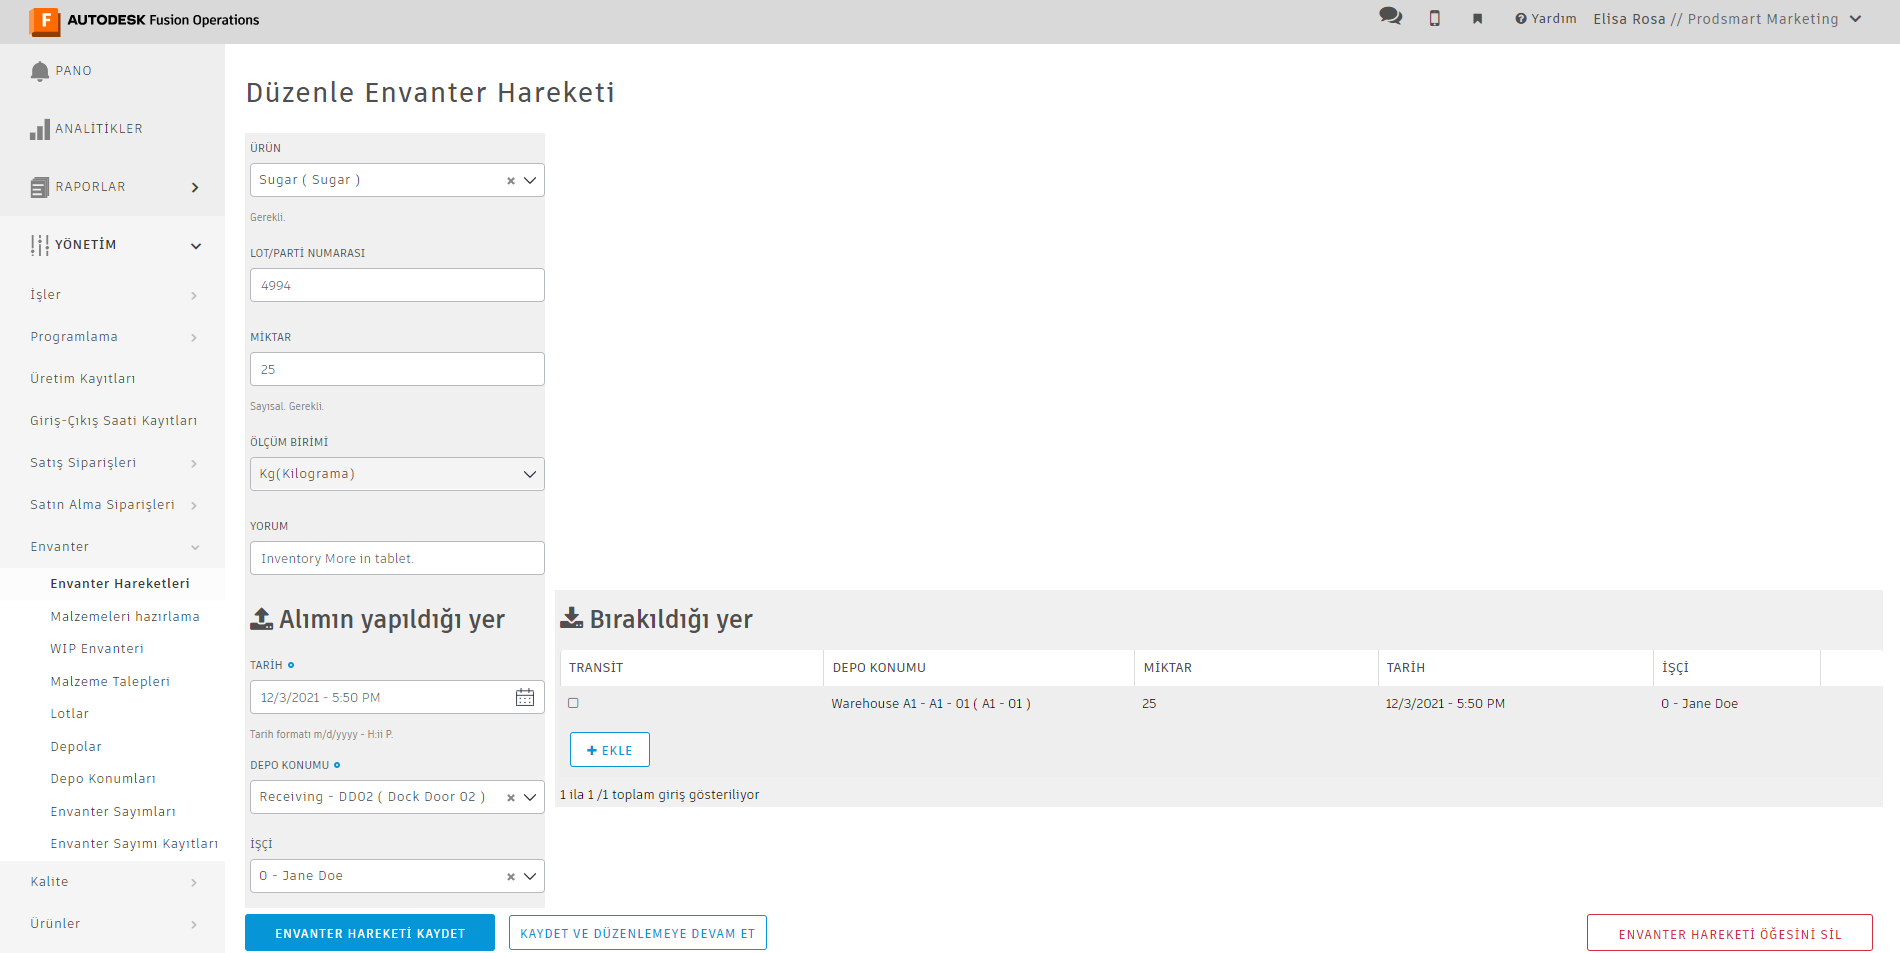 F AUTODESK Fusion Operations
Yardım
Elisa Rosa // Prodsmart Marketing
PANO
ANALİTİKLER
RAPORLAR
YÖNETİM
İşler
Programlama
Üretim Kayıtları
Giriş-Çıkış Saati Kayıtları
Satış Siparişleri
Satın Alma Siparişleri
Envanter
Envanter Hareketleri
Malzemeleri hazırlama
WIP Envanteri
Malzeme Talepleri
Lotlar
Depolar
Depo Konumları
Envanter Sayımları
Envanter Sayımı Kayıtları
Kalite
Ürünler
Düzenle Envanter Hareketi
ÜRÜN
Sugar ( Sugar )
Gerekli.
LOT/PARTİ NUMARASI
4994
MİKTAR
25
Sayısal. Gerekli.
ÖLÇÜM BİRİMİ
Kg(Kilograma)
YORUM
Inventory More in tablet.
Alımın yapıldığı yer
TARİH
12/3/2021 - 5:50 PM
Tarih formatı m/d/yyyy - H:ii P.
DEPO KONUMU
Receiving - DD02 ( Dock Door 02 )
İŞÇİ
0 - Jane Doe
Bırakıldığı yer
TRANSİT DEPO KONUMU MİKTAR TARİH İŞÇİ
Warehouse A1 - A1 - 01 ( A1 - 01 ) 25 12/3/2021 - 5:50 PM 0 - Jane Doe
+ EKLE
1 ila 1 /1 toplam giriş gösteriliyor
ENVANTER HAREKETİ KAYDET
KAYDET VE DÜZENLEMEYE DEVAM ET
ENVANTER HAREKETİ ÖĞESİNİ SİL